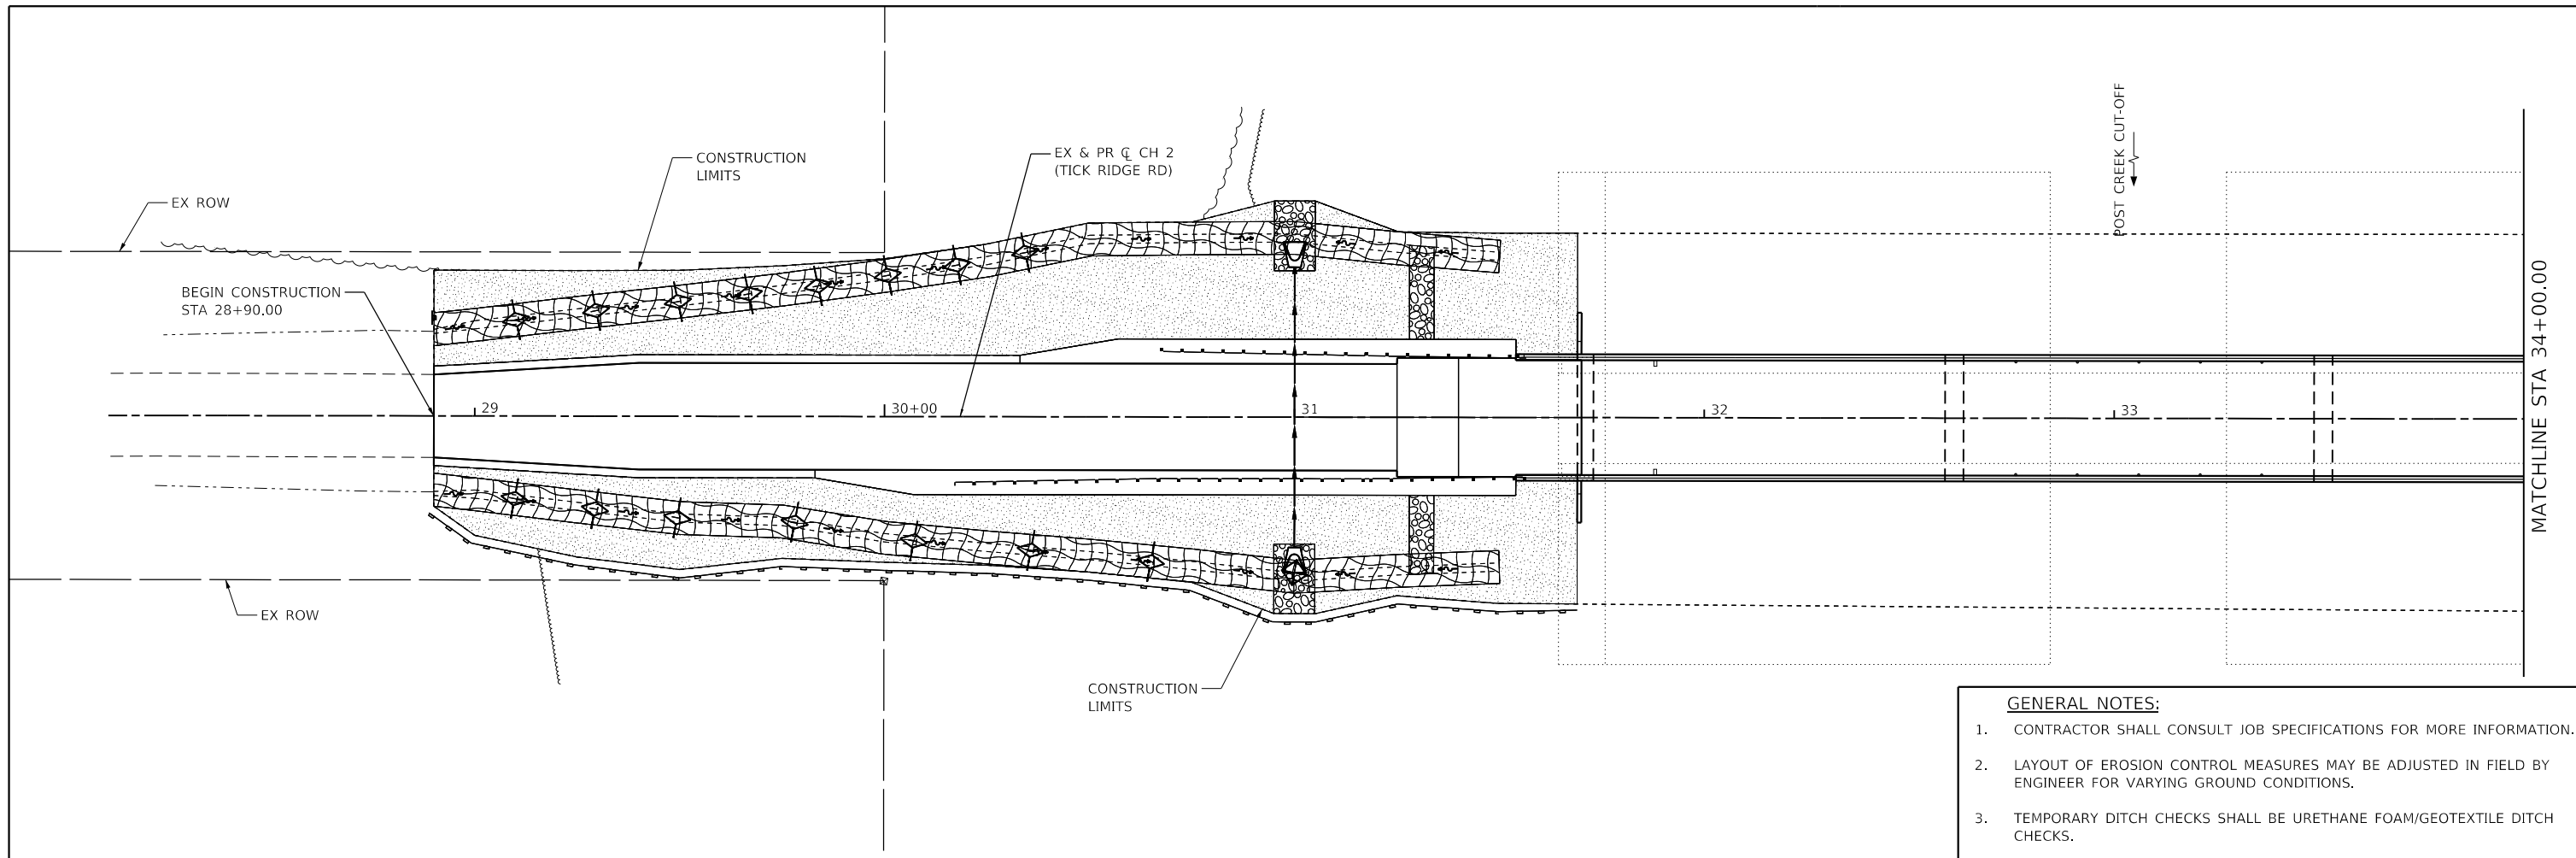 POST CREEK CUT-OFF
CONSTRUCTION
LIMITS
EX & PR ℄ CH 2
(TICK RIDGE RD)
EX ROW
BEGIN CONSTRUCTION
STA 28+90.00
29
30+00
31
32
33
MATCHLINE STA 34+00.00
EX ROW
CONSTRUCTION
LIMITS
GENERAL NOTES:
1. CONTRACTOR SHALL CONSULT JOB SPECIFICATIONS FOR MORE INFORMATION.
2. LAYOUT OF EROSION CONTROL MEASURES MAY BE ADJUSTED IN FIELD BY
ENGINEER FOR VARYING GROUND CONDITIONS.
3. TEMPORARY DITCH CHECKS SHALL BE URETHANE FOAM/GEOTEXTILE DITCH
CHECKS.